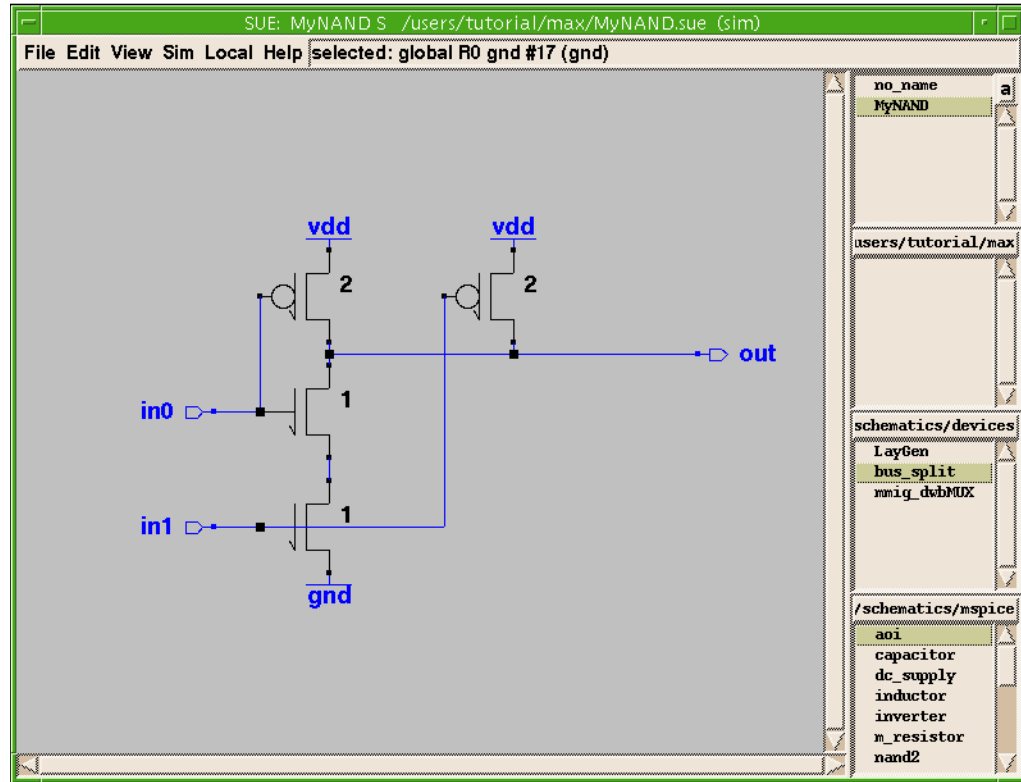 SUE: MyNAND S /users/tutorial/max/MyNAND.sue (sim)
File Edit View Sim Local Help selected: global R0 gnd #17 (gnd)
no_name
a
MyNAND
vdd
vdd
users/tutorial/max
2
2
out
in0
1
schematics/devices
LayGen
bus_split
mmig_dwbMUX
in1
1
gnd
/schematics/mspice
aoi
capacitor
dc_supply
inductor
inverter
m_resistor
nand2